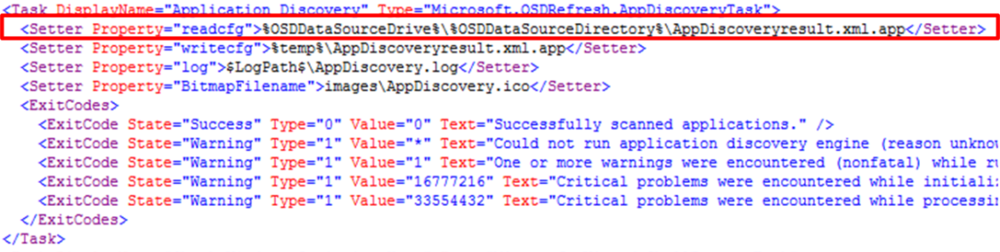 <Task DisplayName="Application Discovery" Type="Microsoft.OSDRefresh.AppDiscoveryTask">
<Setter Property="readcfg">%OSDDataSourceDrive%\%OSDDataSourceDirectory%\AppDiscoveryresult.xml.app</Setter>
<Setter Property="writecfg">%temp%\AppDiscoveryresult.xml.app</Setter>
<Setter Property="log">$LogPath$\AppDiscovery.log</Setter>
<Setter Property="BitmapFilename">images\AppDiscovery.ico</Setter>
<ExitCodes>
<ExitCode State="Success" Type="0" Value="0" Text="Successfully scanned applications." />
<ExitCode State="Warning" Type="1" Value="*" Text="Could not run application discovery engine (reason
<ExitCode State="Warning" Type="1" Value="1" Text="One or more warnings were encountered (nonfatal) while
<ExitCode State="Warning" Type="1" Value="16777216" Text="Critical problems were encountered while
<ExitCode State="Warning" Type="1" Value="33554432" Text="Critical problems were encountered while
</ExitCodes>
</Task>